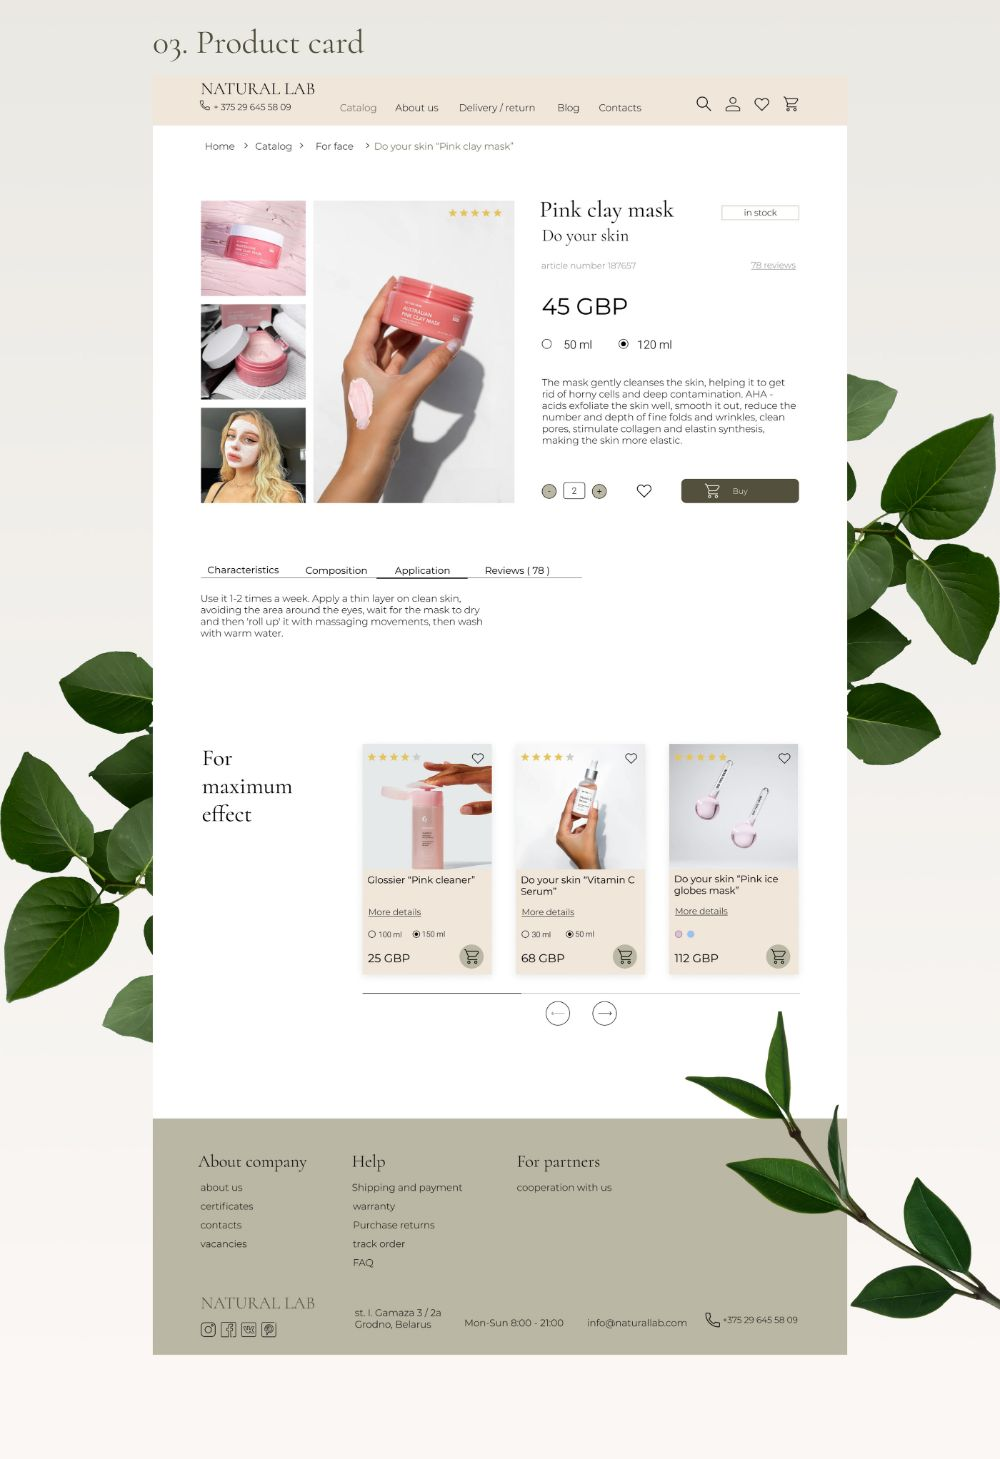 03. Product card
NATURAL LAB
+ 375 29 645 58 09
Catalog
About us
Delivery / return
Blog
Contacts
Home > Catalog > For face > Do your skin "Pink clay mask"
AUSTRALIAN
PINK CLAY MASK
Pink clay mask
in stock
Do your skin
article number 187657
78 reviews
45 GBP
50 ml
120 ml
The mask gently cleanses the skin, helping it to get
rid of horny cells and deep contamination. AHA -
acids exfoliate the skin well, smooth it out, reduce the
number and depth of fine folds and wrinkles, clean
pores, stimulate collagen and elastin synthesis,
making the skin more elastic.
- 2 +
Buy
Characteristics
Composition
Application
Reviews ( 78 )
Use it 1-2 times a week. Apply a thin layer on clean skin,
avoiding the area around the eyes, wait for the mask to dry
and then 'roll up' it with massaging movements, then wash
with warm water.
For
maximum
effect
Glossier "Pink cleaner"
More details
100 ml
150 ml
25 GBP
Do your skin "Vitamin C
Serum"
More details
30 ml
50 ml
68 GBP
Do your skin "Pink ice
globes mask"
More details
112 GBP
About company
about us
certificates
contacts
vacancies
Help
Shipping and payment
warranty
Purchase returns
track order
FAQ
For partners
cooperation with us
NATURAL LAB
st. I. Gamaza 3 / 2a
Grodno, Belarus
Mon-Sun 8:00 - 21:00
info@naturallab.com
+375 29 645 58 09